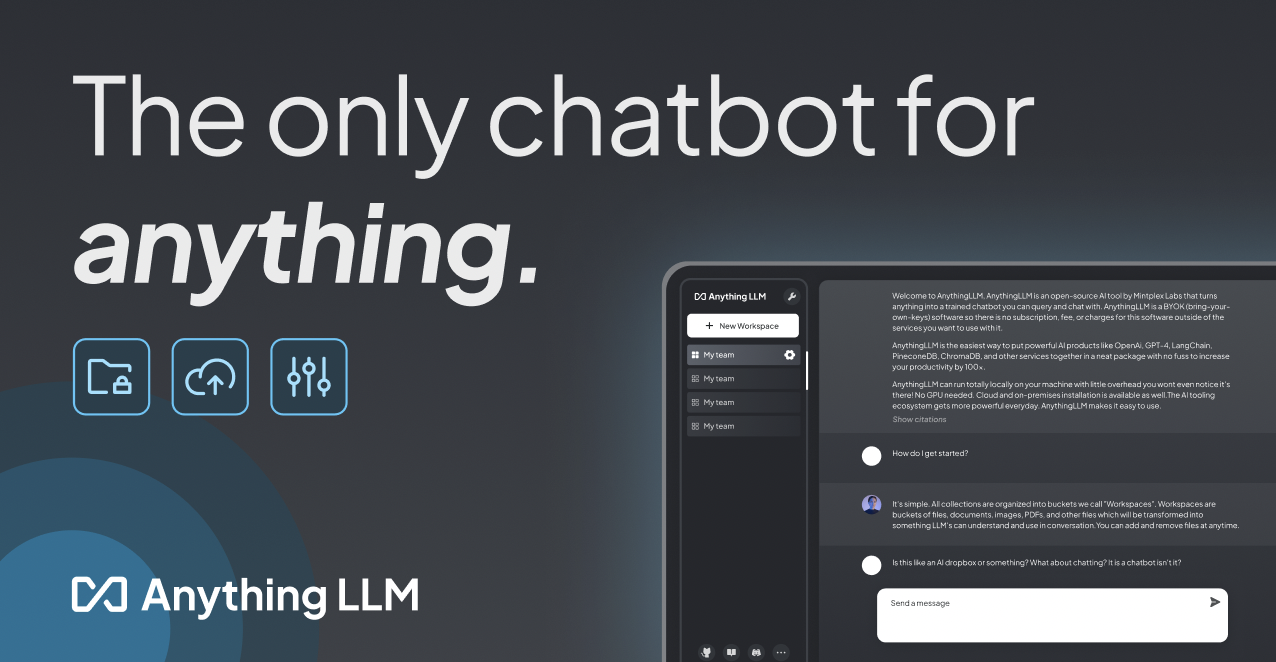 The only chatbot for
anything.
Anything LLM
Anything LLM
New Workspace
My team
My team
My team
My team
Welcome to AnythingLLM, AnythingLLM is an open-source AI tool by Mintplex Labs that turns
anything into a trained chatbot you can query and chat with. AnythingLLM is a BYOK (bring-your-
own-keys) software so there is no subscription, fee, or charges for this software outside of the
services you want to use with it.
AnythingLLM is the easiest way to put powerful AI products like OpenAi, GPT-4, LangChain,
PineconeDB, ChromaDB, and other services together in a neat package with no fuss to increase
your productivity by 100x.
AnythingLLM can run totally locally on your machine with little overhead you wont even notice it's
there! No GPU needed. Cloud and on-premises installation is available as well.The AI tooling
ecosystem gets more powerful everyday. AnythingLLM makes it easy to use.
Show citations
How do I get started?
It's simple. All collections are organized into buckets we call "Workspaces". Workspaces are
buckets of files, documents, images, PDFs, and other files which will be transformed into
something LLM's can understand and use in conversation.You can add and remove files at anytime.
Is this like an AI dropbox or something? What about chatting? It is a chatbot isn't it?
Send a message